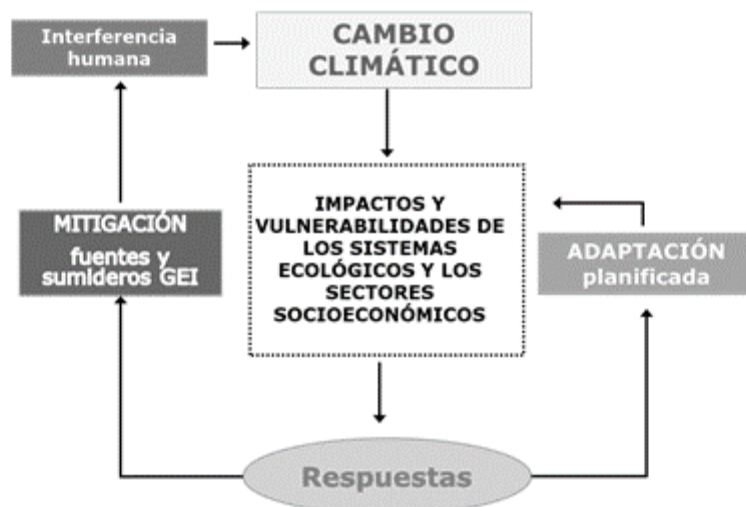 Interferencia
humana
CAMBIO
CLIMÁTICO
IMPACTOS Y
VULNERABILIDADES DE
LOS SISTEMAS
ECOLÓGICOS Y LOS
SECTORES
SOCIOECONÓMICOS
MITIGACIÓN
fuentes y
sumideros GEI
ADAPTACIÓN
planificada
Respuestas